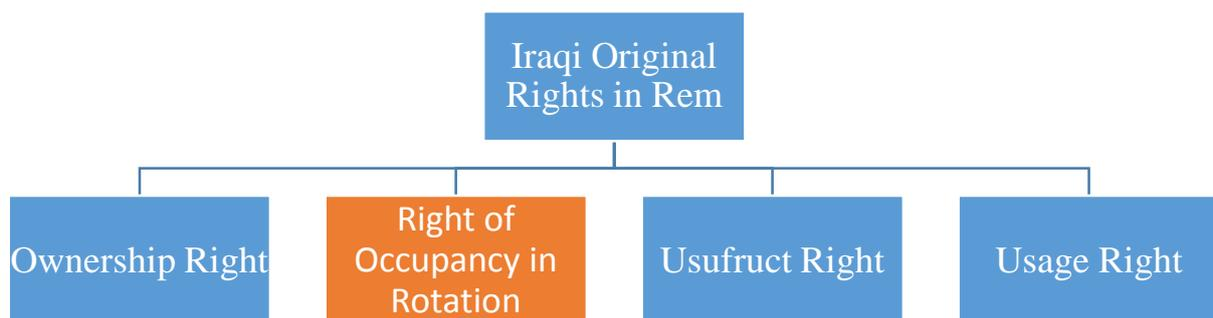 Iraqi Original
Rights in Rem
Ownership Right
Right of
Occupancy in
Rotation
Usufruct Right
Usage Right